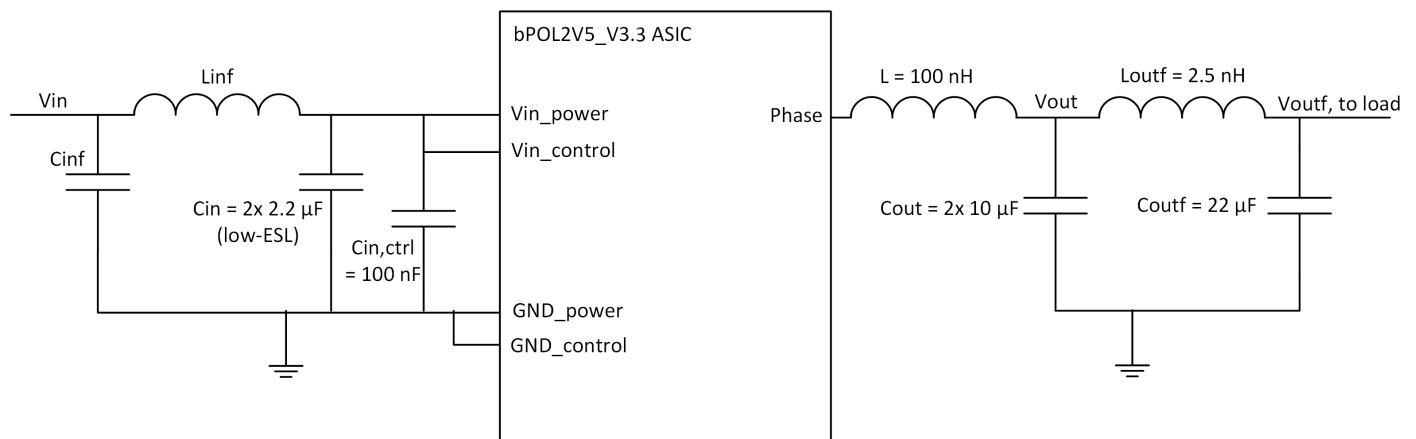 bPOL2V5_V3.3 ASIC
Linf
L = 100 nH
Loutf = 2.5 nH
Vin
Vout
Voutf, to load
Vin_power
Phase
Vin_control
Cinf
Cin = 2x 2.2 µF
(low-ESL)
Cout = 2x 10 µF
Coutf = 22 µF
Cin,ctrl
= 100 nF
GND_power
GND_control